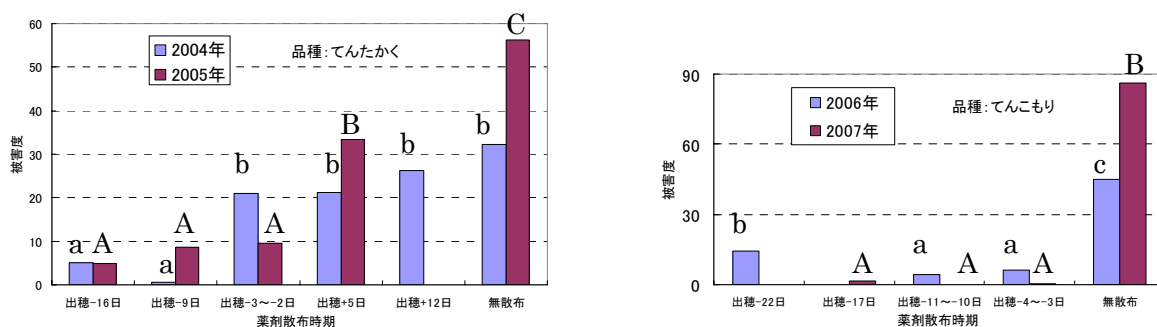 60
50
40
30
20
10
0
被害度
2004年
2005年
品種:てんたかく
a A
a A
b A
b B
b
b C
出穂-16日 出穂-9日 出穂-3~-2日 出穂+5日 出穂+12日 無散布
薬剤散布時期
90
60
30
0
被害度
2006年
2007年
品種:てんこもり
b
A
a A
a A
c B
出穂-22日 出穂-17日 出穂-11~-10日 出穂-4~-3日 無散布
薬剤散布時期